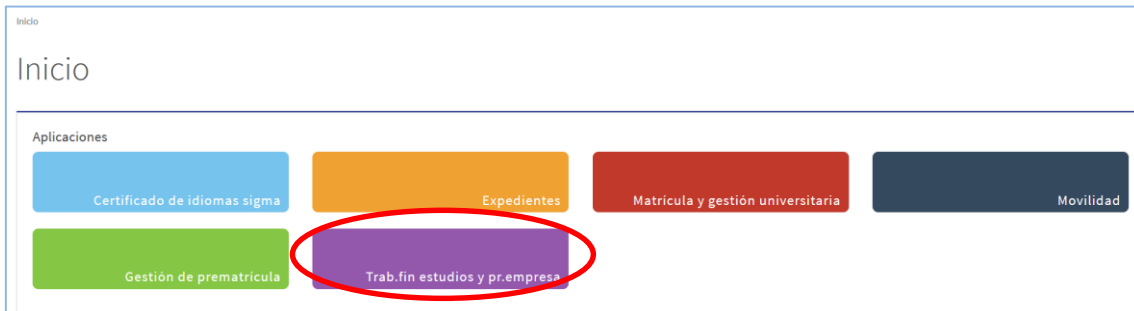 Inicio
Inicio
Aplicaciones
Certificado de idiomas sigma
Expedientes
Matrícula y gestión universitaria
Movilidad
Gestión de prematrícula
Trab.fin estudios y pr.empresa